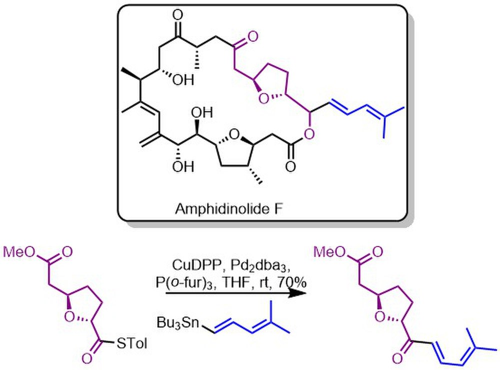 O
O
OH
O
OH
O
O
O
OH
Amphidinolide F
MeO
O
O
STol
O
CuDPP, Pd₂dba₃,
P(o-fur)₃, THF, rt, 70%
Bu₃Sn
MeO
O
O
O